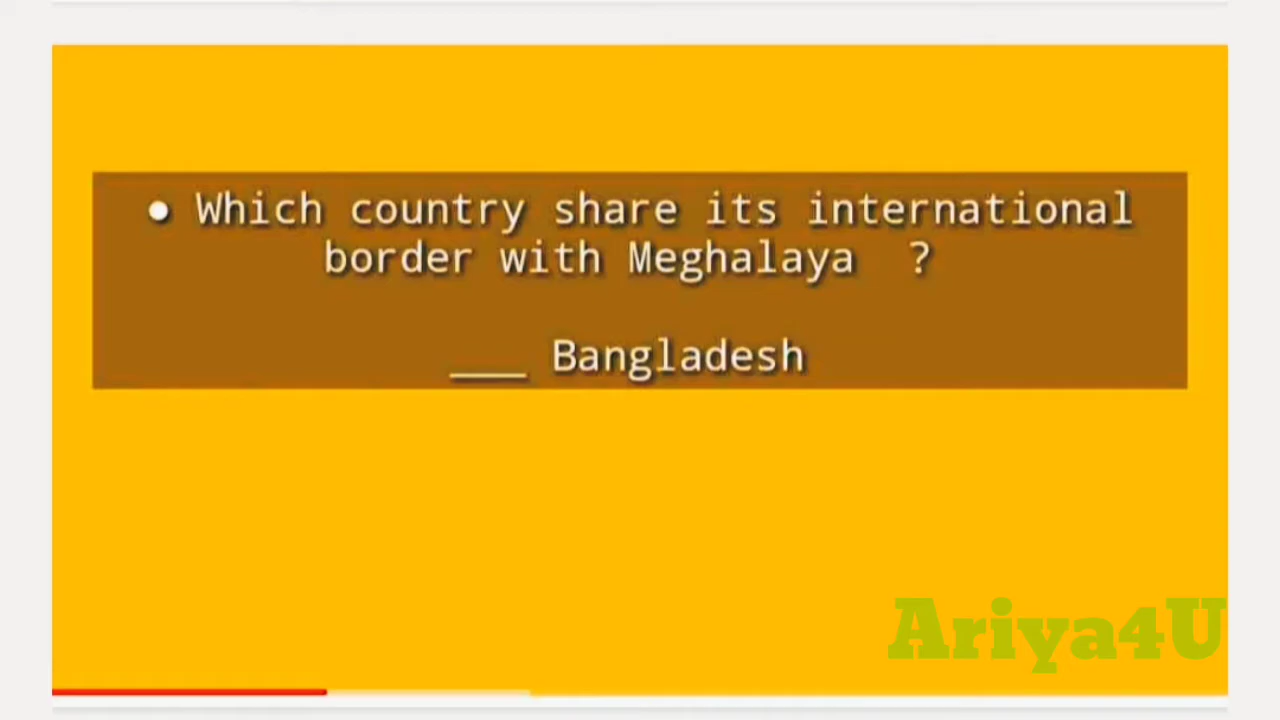 ● Which country share its international
border with Meghalaya ?
___ Bangladesh
Ariya4U